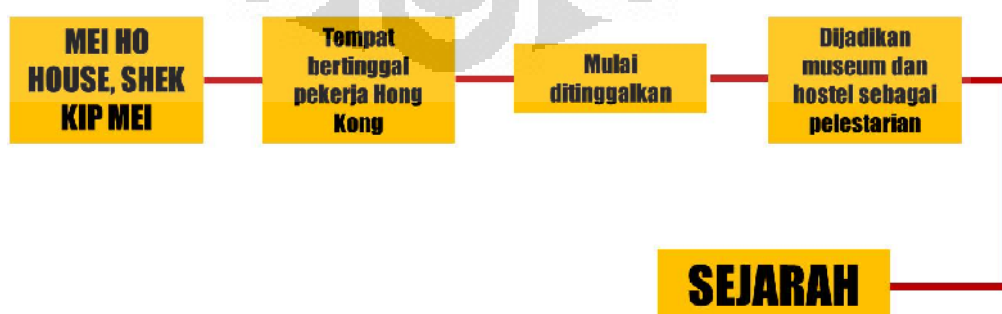 MEI HO
HOUSE, SHEK
KIP MEI
Tempat
bertinggal
pekerja Hong
Kong
Mulai
ditinggalkan
Dijadikan
museum dan
hostel sebagai
pelestarian
SEJARAH